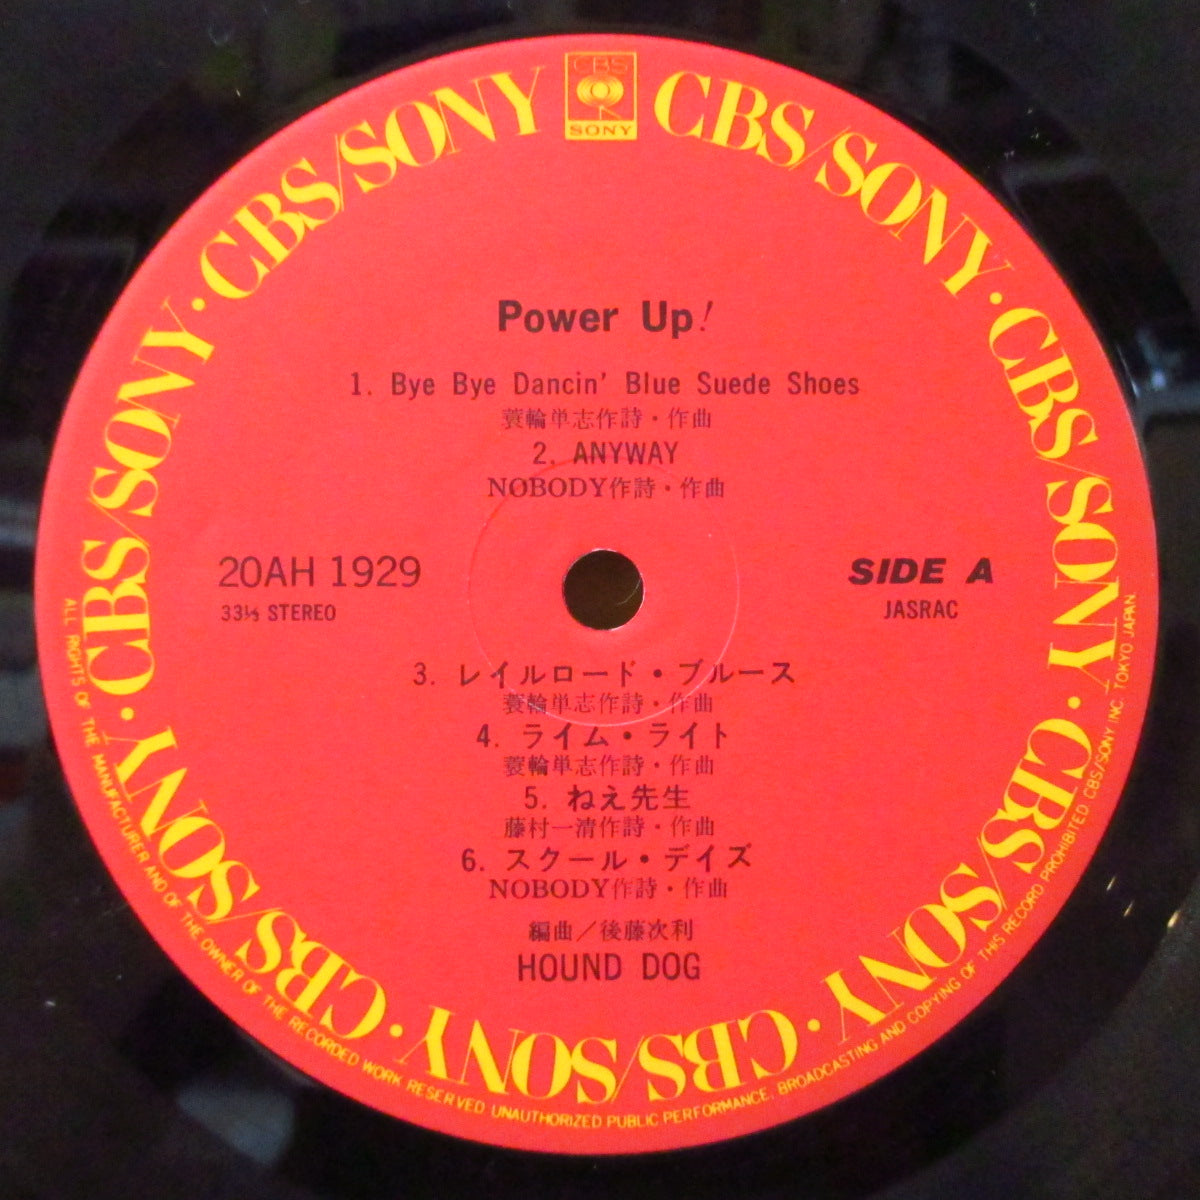 CBS
SONY
CBS/SONY · CBS/SONY · CBS/SONY · CBS/SONY · CBS/SONY · CBS/SONY · CBS/SONY · CBS/SONY · CBS/SONY
Power Up!
1. Bye Bye Dancin' Blue Suede Shoes
蓑輪単志作詩・作曲
2. ANYWAY
NOBODY作詩・作曲
20AH 1929
33⅓ STEREO
SIDE A
JASRAC
3. レイルロード・ブルース
蓑輪単志作詩・作曲
4. ライム・ライト
蓑輪単志作詩・作曲
5. ねえ先生
藤村一清作詩・作曲
6. スクール・デイズ
NOBODY作詩・作曲
編曲／後藤次利
HOUND DOG
ALL RIGHTS OF THE MANUFACTURER AND OF THE OWNER OF THE RECORDED WORK RESERVED UNAUTHORIZED PUBLIC PERFORMANCE, BROADCASTING AND COPYING OF THIS RECORD PROHIBITED CBS/SONY INC. TOKYO JAPAN.